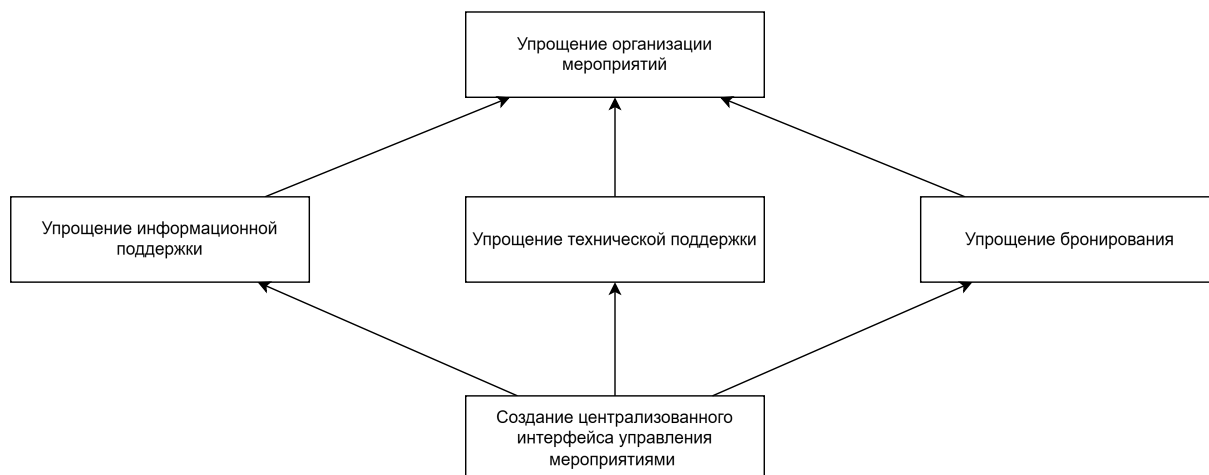 Упрощение организации
мероприятий
Упрощение информационной
поддержки
Упрощение технической поддержки
Упрощение бронирования
Создание централизованного
интерфейса управления
мероприятиями